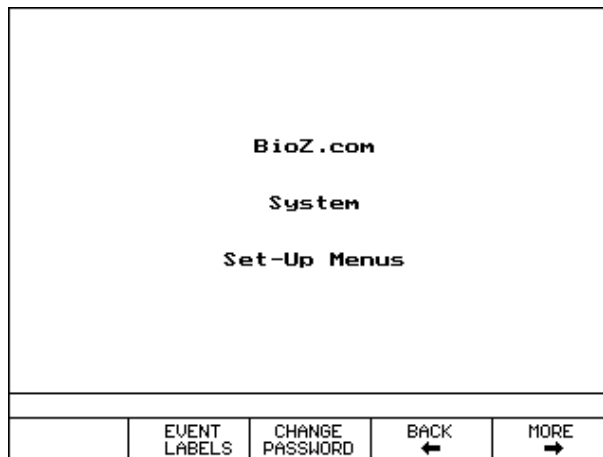 BioZ.com
System
Set-Up Menus
EVENT LABELS
CHANGE PASSWORD
BACK
MORE